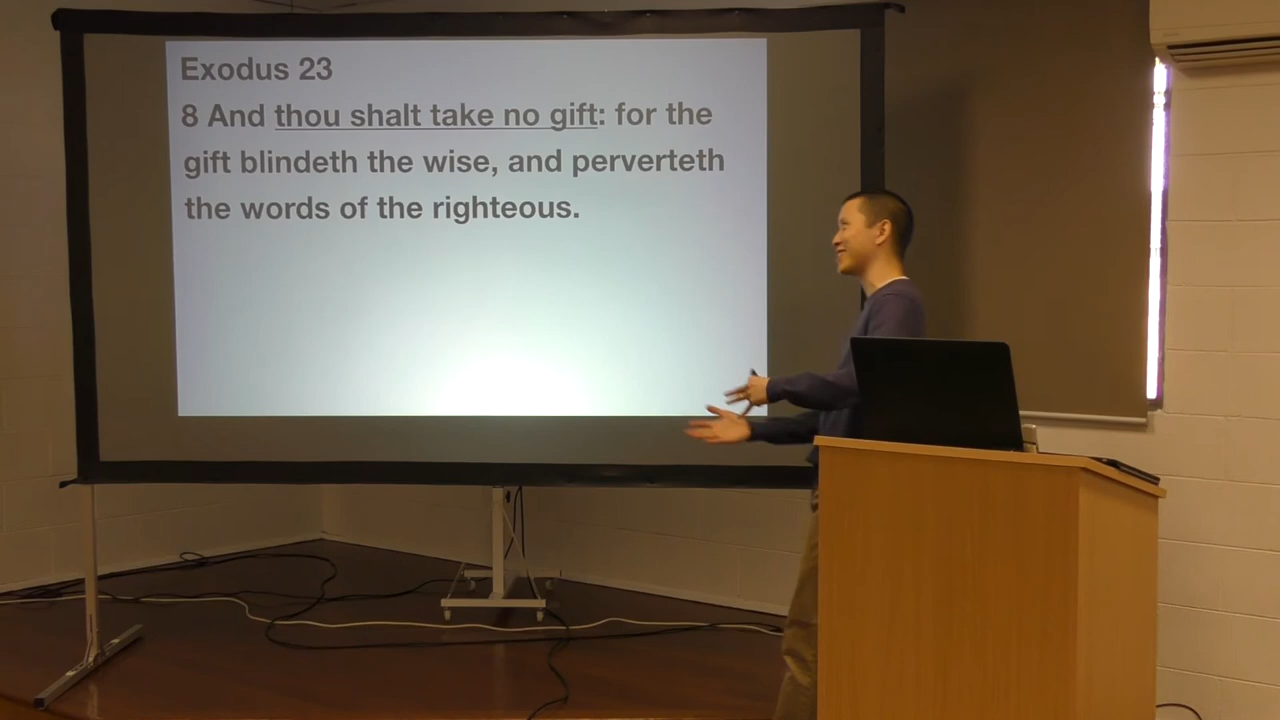 Exodus 23
8 And thou shalt take no gift: for the
gift blindeth the wise, and perverteth
the words of the righteous.